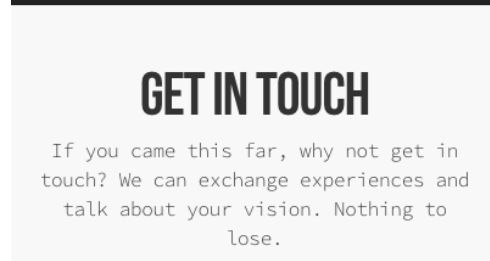 GET IN TOUCH
If you came this far, why not get in
touch? We can exchange experiences and
talk about your vision. Nothing to
lose.